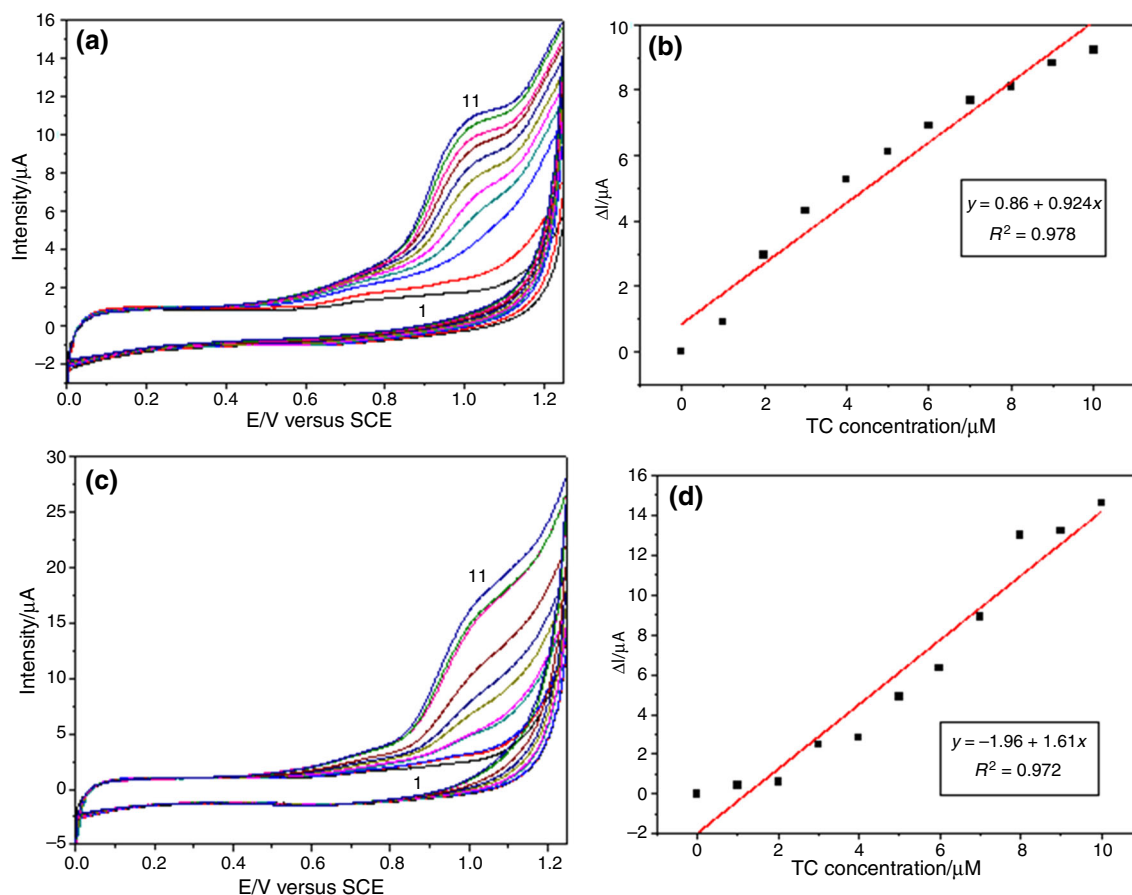 (a)
16
14
12
10
8
6
4
2
0
–2
Intensity/µA
11
1
0.0 0.2 0.4 0.6 0.8 1.0 1.2
E/V versus SCE
(b)
10
8
6
4
2
0
ΔI/µA
y = 0.86 + 0.924x
R² = 0.978
0 2 4 6 8 10
TC concentration/µM
(c)
30
25
20
15
10
5
0
–5
Intensity/µA
11
1
0.0 0.2 0.4 0.6 0.8 1.0 1.2
E/V versus SCE
(d)
16
14
12
10
8
6
4
2
0
–2
ΔI/µA
y = –1.96 + 1.61x
R² = 0.972
0 2 4 6 8 10
TC concentration/µM